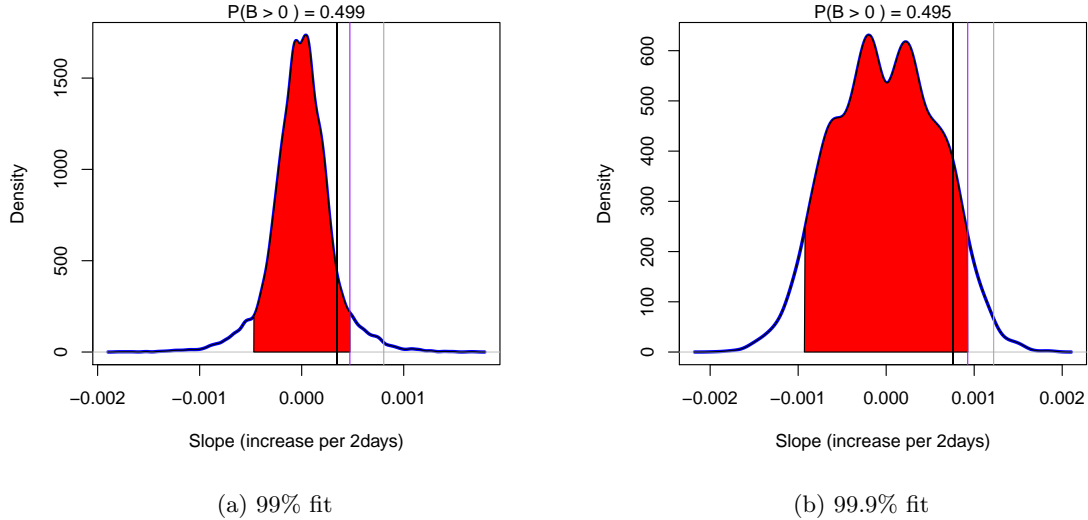 P(B > 0 ) = 0.499
Density
0
500
1000
1500
−0.002
−0.001
0.000
0.001
Slope (increase per 2days)
(a) 99% fit
P(B > 0 ) = 0.495
Density
0
100
200
300
400
500
600
−0.002
−0.001
0.000
0.001
0.002
Slope (increase per 2days)
(b) 99.9% fit